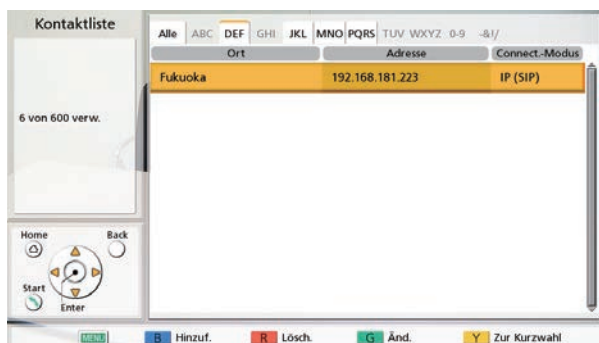 Kontaktliste
Alle ABC DEF GHI JKL MNO PQRS TUV WXYZ 0-9 -&!/
Ort Adresse Connect.-Modus
Fukuoka 192.168.181.223 IP (SIP)
6 von 600 verw.
Home Back
Start
Enter
MENU B Hinzuf. R Lösch. G Änd. Y Zur Kurzwahl